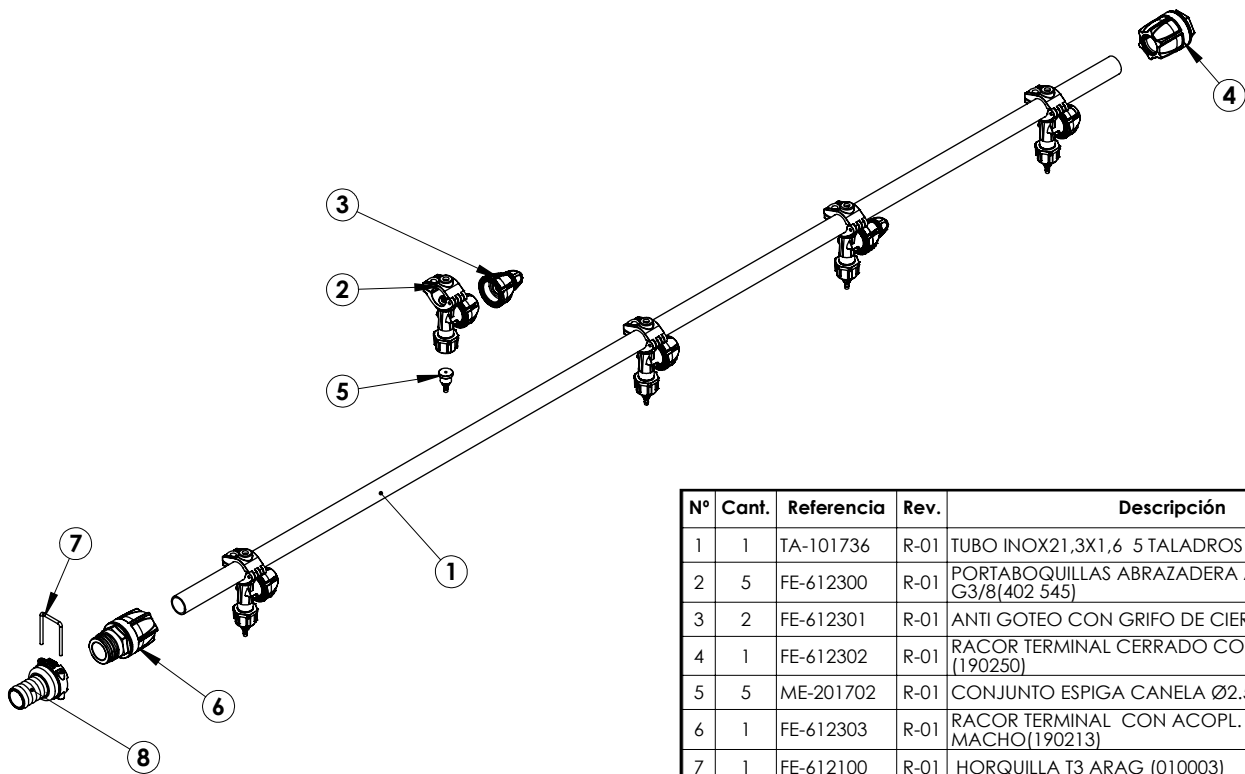 4
3
2
5
7
1
6
8
Nº Cant. Referencia Rev. Descripción
1 1 TA-101736 R-01 TUBO INOX21,3X1,6 5 TALADROS
2 5 FE-612300 R-01 PORTABOQUILLAS ABRAZADERA
G3/8(402 545)
3 2 FE-612301 R-01 ANTI GOTEO CON GRIFO DE
4 1 FE-612302 R-01 RACOR TERMINAL CERRADO
(190250)
5 5 ME-201702 R-01 CONJUNTO ESPIGA CANELA
6 1 FE-612303 R-01 RACOR TERMINAL CON ACOPL.
MACHO(190213)
7 1 FE-612100 R-01 HORQUILLA T3 ARAG (010003)